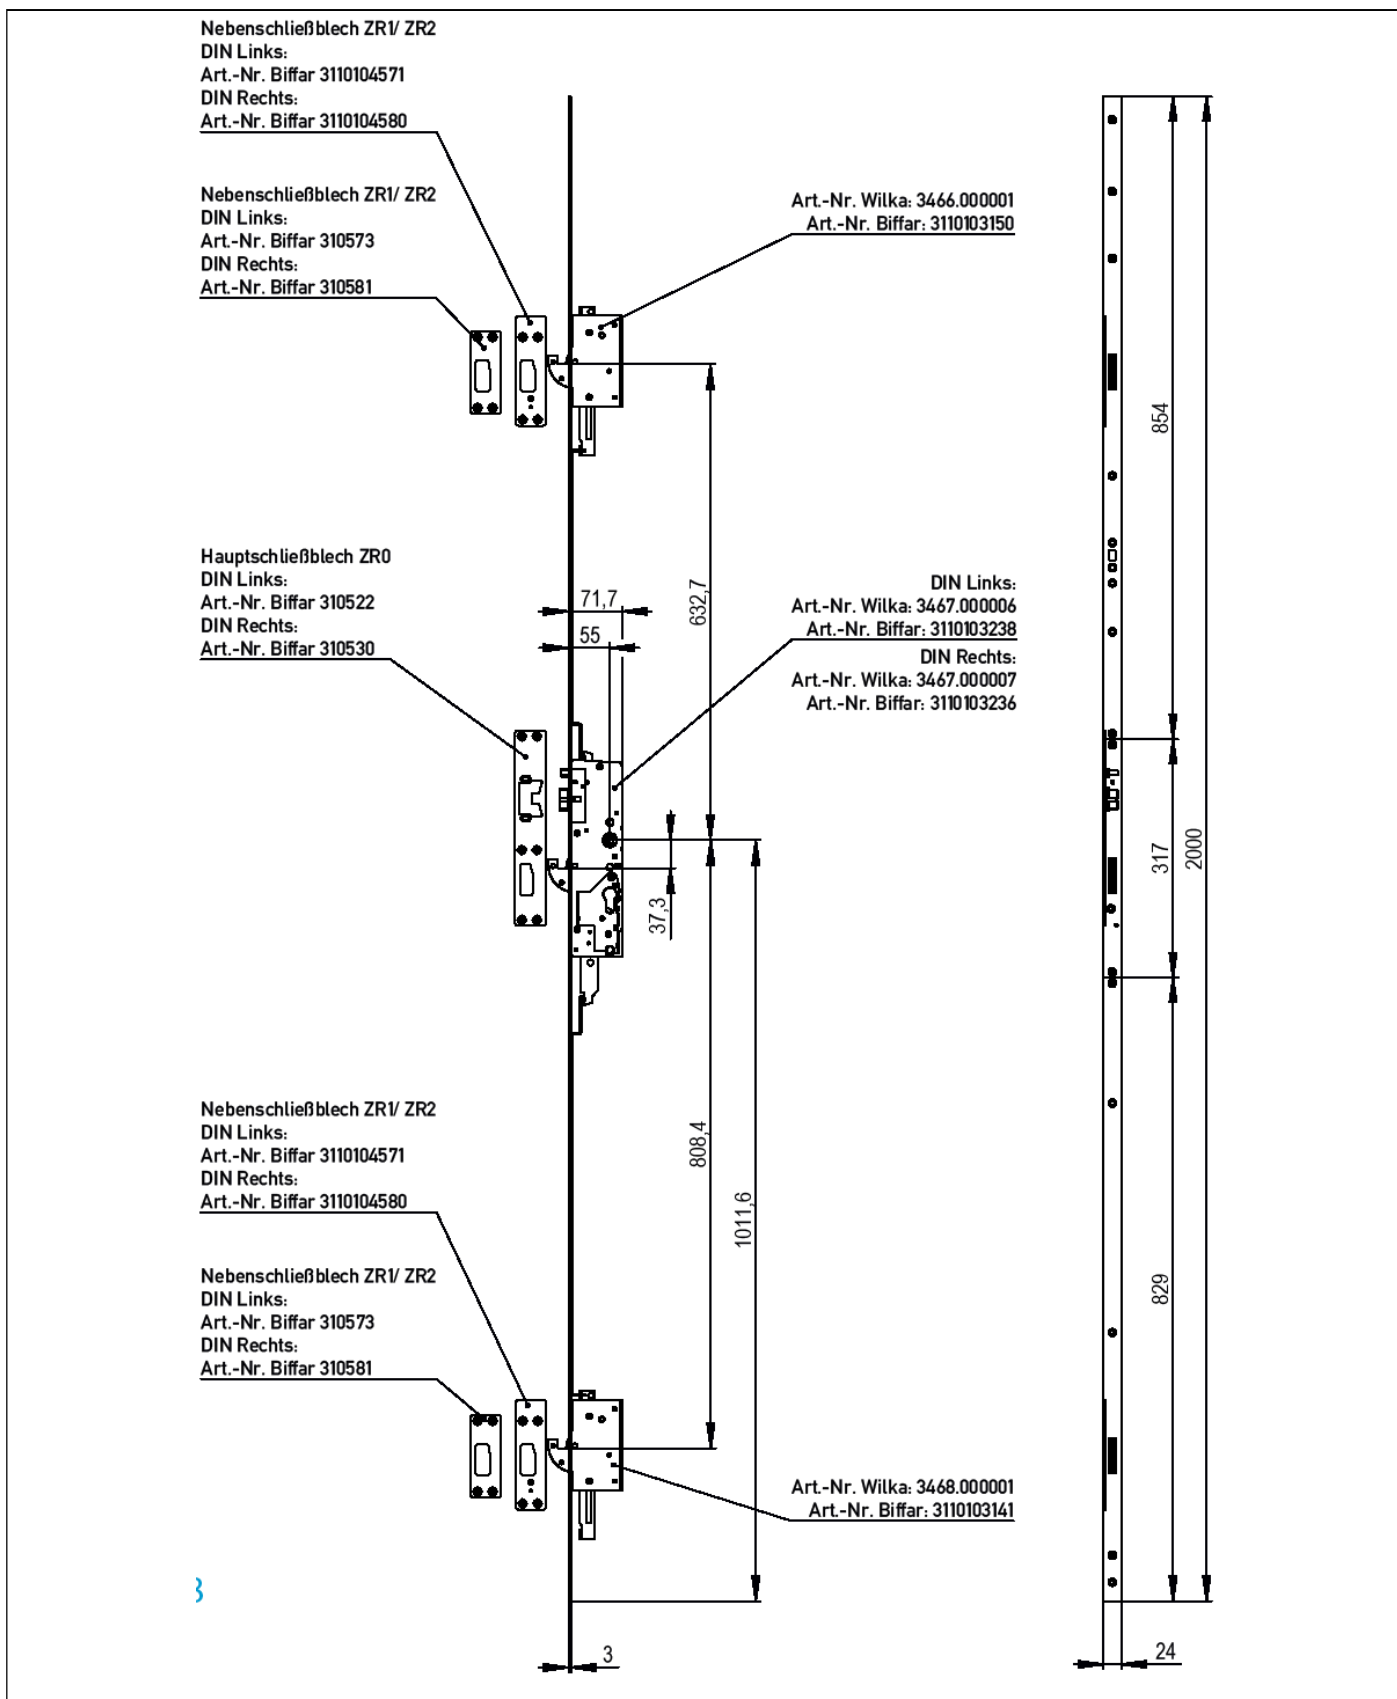 Nebenschließblech ZR1/ ZR2
DIN Links:
Art.-Nr. Biffar 3110104571
DIN Rechts:
Art.-Nr. Biffar 3110104580
Nebenschließblech ZR1/ ZR2
DIN Links:
Art.-Nr. Biffar 310573
DIN Rechts:
Art.-Nr. Biffar 310581
Art.-Nr. Wilka: 3466.000001
Art.-Nr. Biffar: 3110103150
854
Hauptschließblech ZR0
DIN Links:
Art.-Nr. Biffar 310522
DIN Rechts:
Art.-Nr. Biffar 310530
71,7
55
632,7
DIN Links:
Art.-Nr. Wilka: 3467.000006
Art.-Nr. Biffar: 3110103238
DIN Rechts:
Art.-Nr. Wilka: 3467.000007
Art.-Nr. Biffar: 3110103236
37,3
317
2000
Nebenschließblech ZR1/ ZR2
DIN Links:
Art.-Nr. Biffar 3110104571
DIN Rechts:
Art.-Nr. Biffar 3110104580
808,4
1011,6
Nebenschließblech ZR1/ ZR2
DIN Links:
Art.-Nr. Biffar 310573
DIN Rechts:
Art.-Nr. Biffar 310581
829
Art.-Nr. Wilka: 3468.000001
Art.-Nr. Biffar: 3110103141
3
24